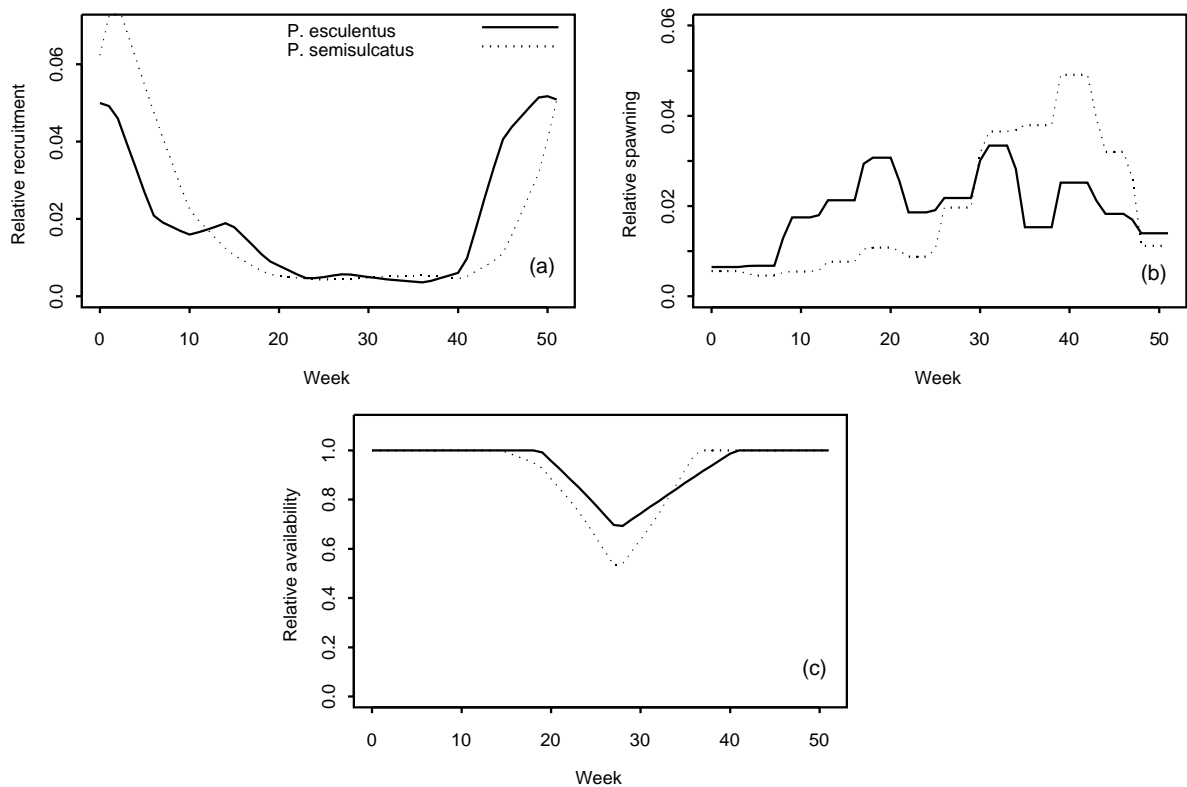 P. esculentus
P. semisulcatus
Relative recruitment
0.06
0.04
0.02
0.0
(a)
0 10 20 30 40 50
Week
Relative spawning
0.06
0.04
0.02
0.0
(b)
0 10 20 30 40 50
Week
Relative availability
1.0
0.8
0.6
0.4
0.2
0.0
(c)
0 10 20 30 40 50
Week